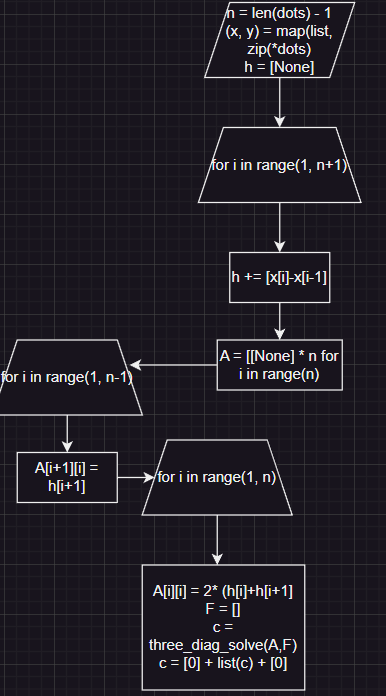 n = len(dots) - 1
(x, y) = map(list,
zip(*dots)
h = [None]
for i in range(1, n+1)
h += [x[i]-x[i-1]
A = [[None] * n for
i in range(n)
for i in range(1, n-1)
A[i+1][i] =
h[i+1]
for i in range(1, n)
A[i][i] = 2* (h[i]+h[i+1]
F = []
c =
three_diag_solve(A,F)
c = [0] + list(c) + [0]